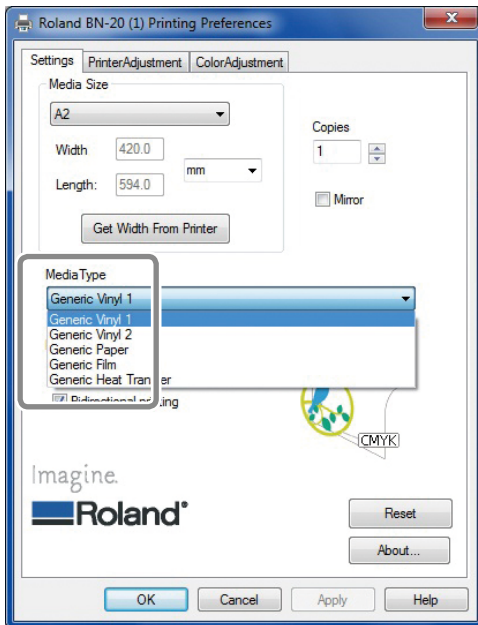 Roland BN-20 (1) Printing Preferences
Settings PrinterAdjustment ColorAdjustment
Media Size
A2
Copies
Width 420.0
1
mm
Length: 594.0
Mirror
Get Width From Printer
MediaType
Generic Vinyl 1
Generic Vinyl 1
Generic Vinyl 2
Generic Paper
Generic Film
Generic Heat Transfer
Bidirectional printing
CMYK
Imagine.
Roland®
Reset
About...
OK Cancel Apply Help